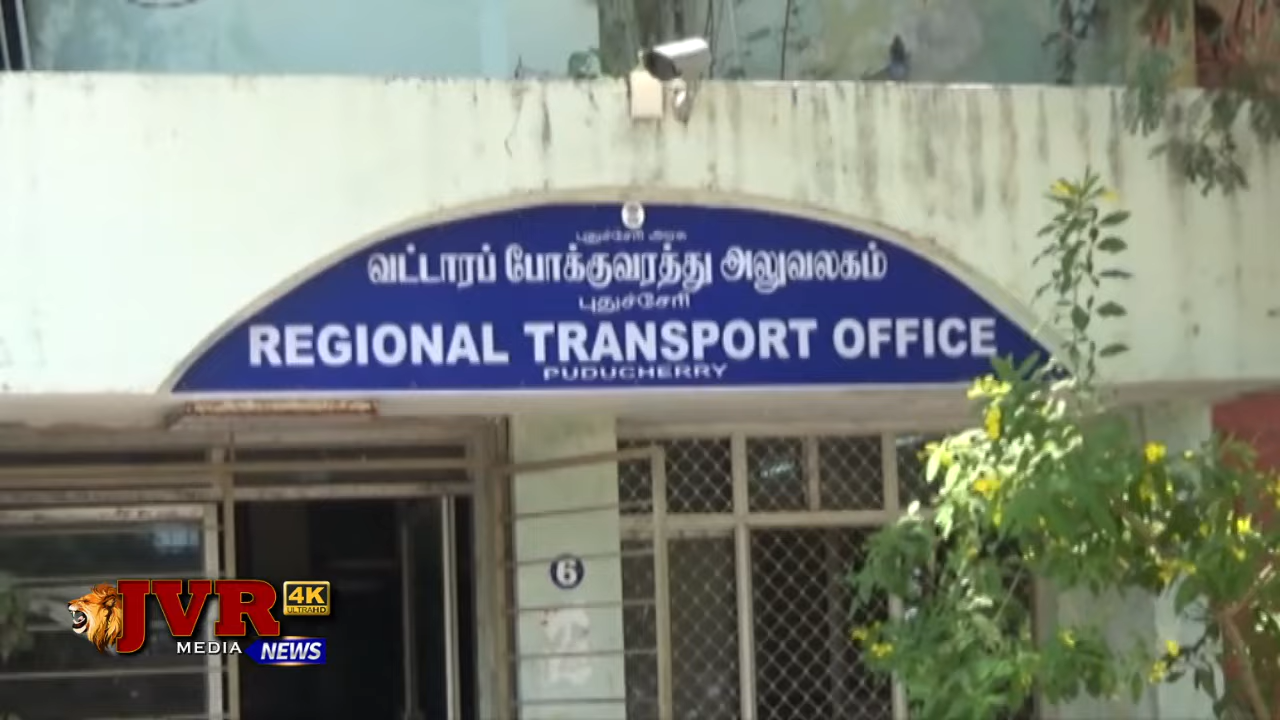 புதுச்சேரி அரசு
வட்டாரப் போக்குவரத்து அலுவலகம்
புதுச்சேரி
REGIONAL TRANSPORT OFFICE
PUDUCHERRY
6
JVR
4K
ULTRAHD
MEDIA
NEWS